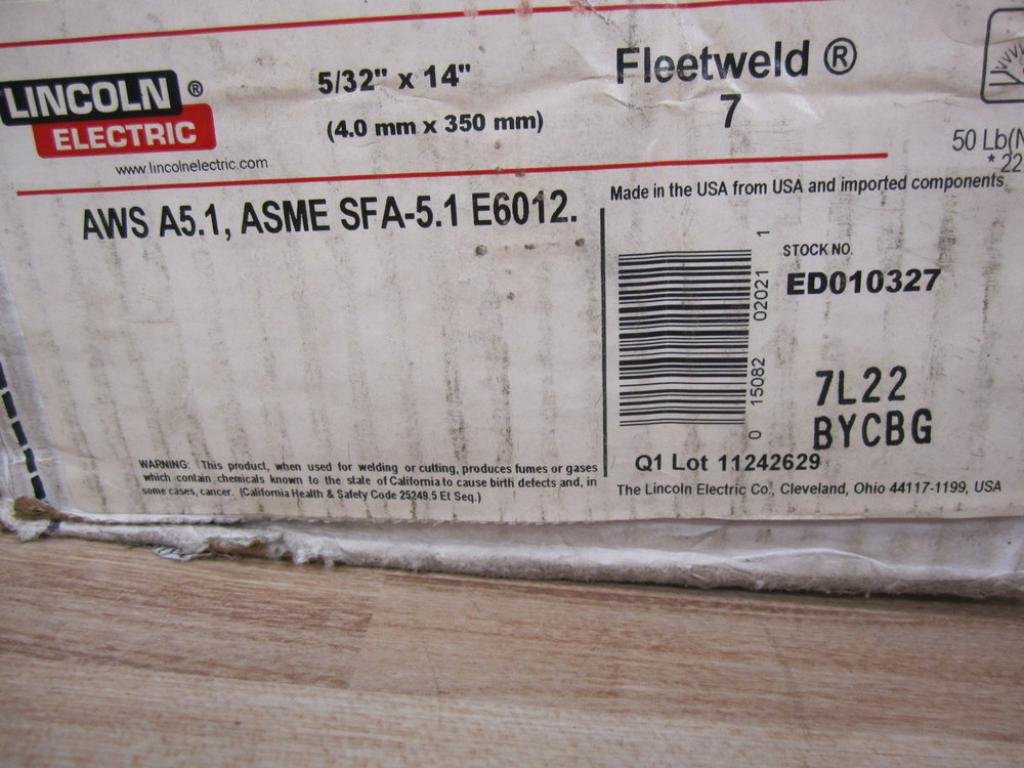 LINCOLN ®
ELECTRIC
www.lincolnelectric.com
5/32" x 14"
(4.0 mm x 350 mm)
Fleetweld ®
7
50 Lb(
* 22
AWS A5.1, ASME SFA-5.1 E6012.
Made in the USA from USA and imported components
STOCK NO.
ED010327
0 15082 02021 1
7L22
BYCBG
Q1 Lot 11242629
The Lincoln Electric Co., Cleveland, Ohio 44117-1199, USA
WARNING: This product, when used for welding or cutting, produces fumes or gases
which contain chemicals known to the state of California to cause birth defects and, in
some cases, cancer. (California Health & Safety Code 25249.5 Et Seq.)